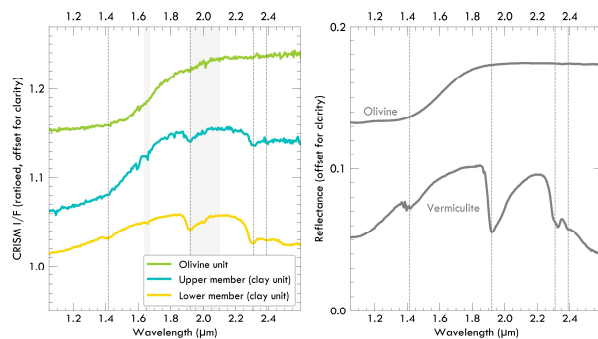 1.2 1.4 1.6 1.8 2.0 2.2 2.4
1.2
1.1
1.0
CRISM I/F (ratioed, offset for clarity)
Olivine unit
Upper member (clay unit)
Lower member (clay unit)
1.2 1.4 1.6 1.8 2.0 2.2 2.4
Wavelength (μm)
1.2 1.4 1.6 1.8 2.0 2.2 2.4
0.2
0.1
0.0
Reflectance (offset for clcrity)
Olivine
Vermiculite
1.2 1.4 1.6 1.8 2.0 2.2 2.4
Wavelength (μm)